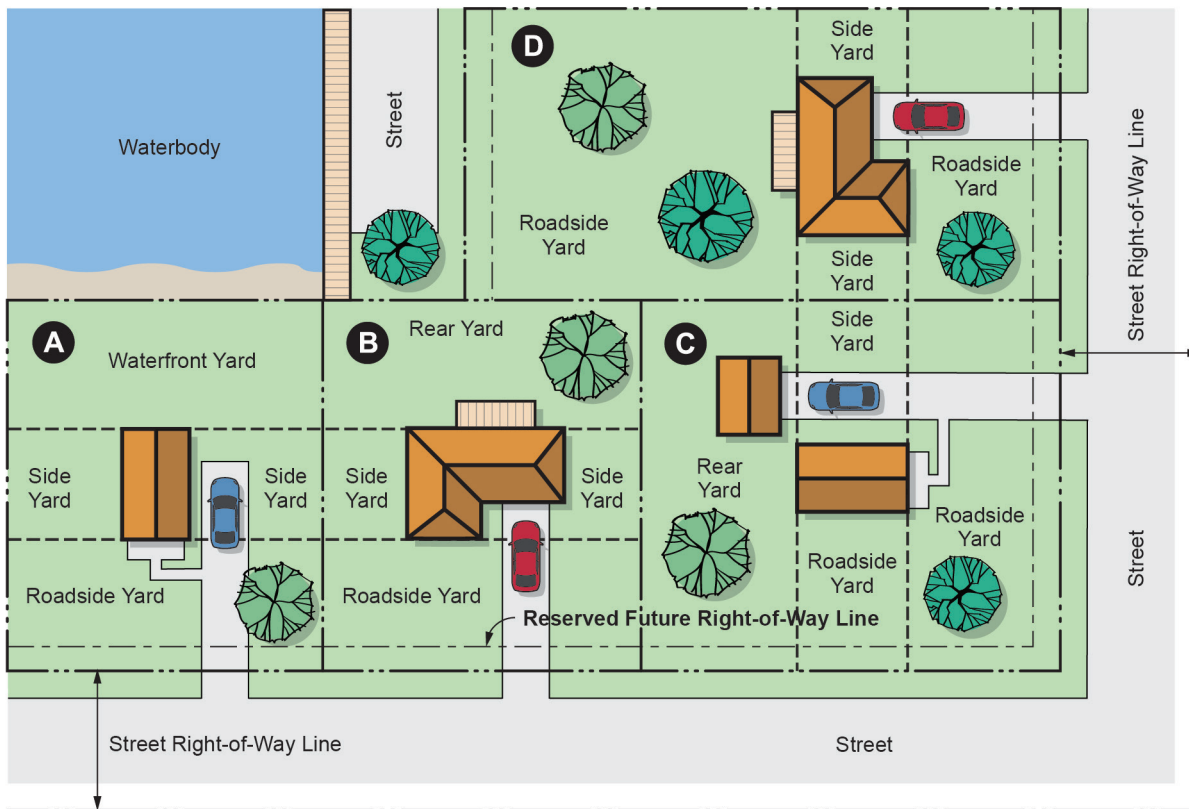 Waterbody
Street
D
Side
Yard
Roadside
Yard
Roadside
Yard
Side
Yard
Street Right-of-Way Line
A
Waterfront Yard
Side
Yard
Side
Yard
Roadside Yard
B
Rear Yard
Side
Yard
Side
Yard
Roadside Yard
C
Side
Yard
Rear
Yard
Roadside
Yard
Roadside
Yard
Street
Reserved Future Right-of-Way Line
Street Right-of-Way Line
Street